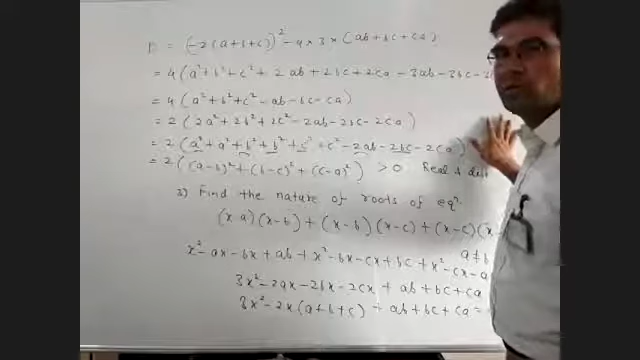 D = (-2(a+b+c))² - 4 × 3 × (ab+bc+ca)
= 4(a²+b²+c²+2ab+2bc+2ca-3ab-3bc-
= 4(a²+b²+c²-ab-bc-ca)
= 2(2a²+2b²+2c²-2ab-2bc-2ca)
= 2(a²+a²+b²+b²+c²+c²-2ab-2bc-2ca)
= 2((a-b)²+(b-c)²+(c-a)²) > 0 Real &
3) Find the nature of roots of eqⁿ
(x-a)(x-b)+(x-b)(x-c)+(x-c)(x-
a≠b
x²-ax-bx+ab+x²-bx-cx+bc+x²-cx-a
3x²-2ax-2bx-2cx+ab+bc+ca
3x²-2x(a+b+c)+ab+bc+ca =